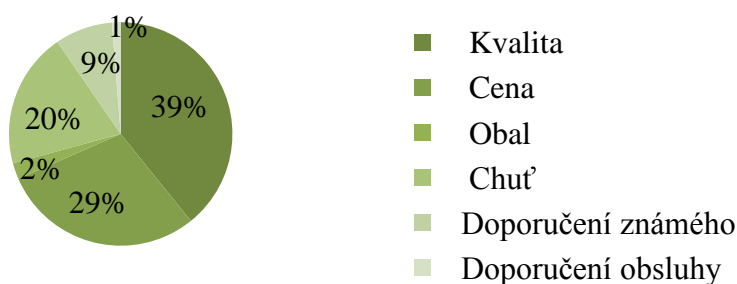 1%
9%
39%
20%
2%
29%
Kvalita
Cena
Obal
Chuť
Doporučení známého
Doporučení obsluhy